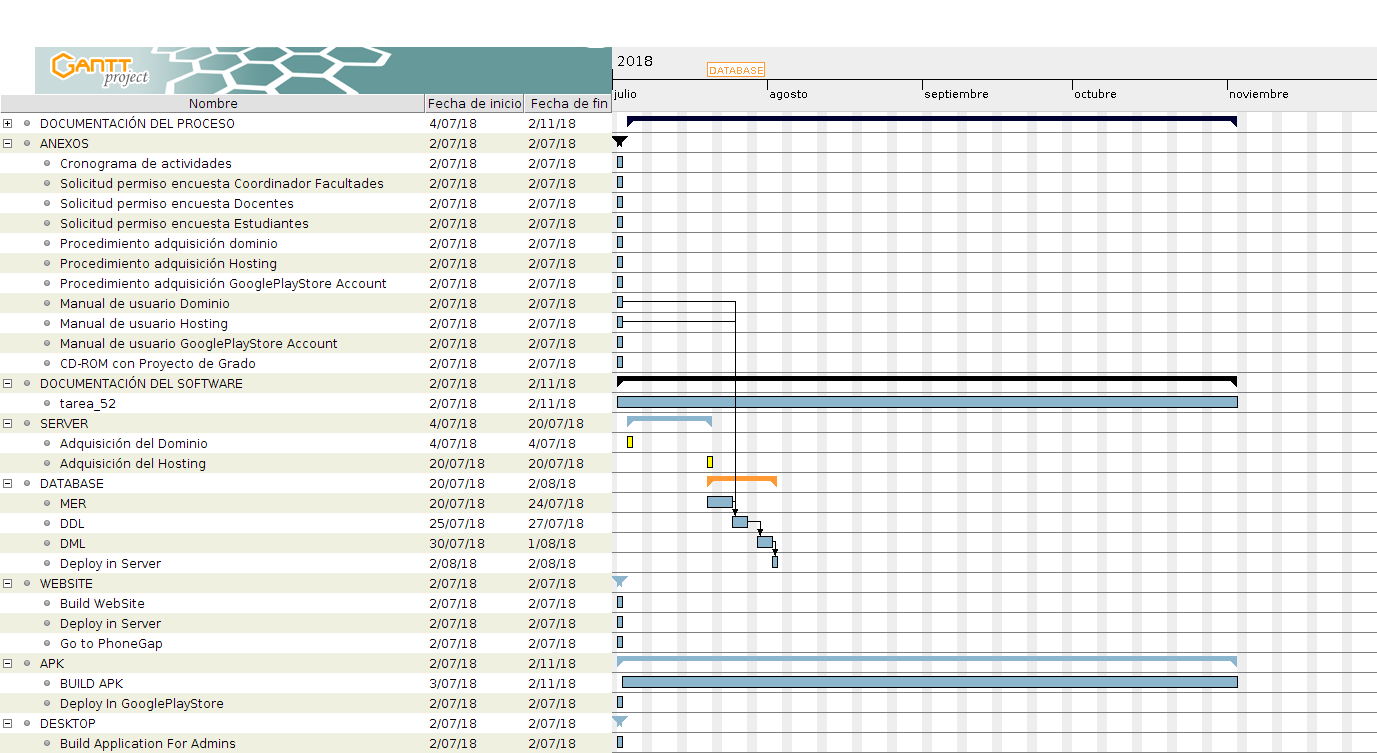 GANTT
project
2018
DATABASE
julio agosto septiembre octubre noviembre
Nombre Fecha de inicio Fecha de fin
DOCUMENTACIÓN DEL PROCESO 4/07/18 2/11/18
ANEXOS 2/07/18 2/07/18
Cronograma de actividades 2/07/18 2/07/18
Solicitud permiso encuesta Coordinador Facultades 2/07/18 2/07/18
Solicitud permiso encuesta Docentes 2/07/18 2/07/18
Solicitud permiso encuesta Estudiantes 2/07/18 2/07/18
Procedimiento adquisición dominio 2/07/18 2/07/18
Procedimiento adquisición Hosting 2/07/18 2/07/18
Procedimiento adquisición GooglePlayStore Account 2/07/18 2/07/18
Manual de usuario Dominio 2/07/18 2/07/18
Manual de usuario Hosting 2/07/18 2/07/18
Manual de usuario GooglePlayStore Account 2/07/18 2/07/18
CD-ROM con Proyecto de Grado 2/07/18 2/07/18
DOCUMENTACIÓN DEL SOFTWARE 2/07/18 2/11/18
tarea_52 2/07/18 2/11/18
SERVER 4/07/18 20/07/18
Adquisición del Dominio 4/07/18 4/07/18
Adquisición del Hosting 20/07/18 20/07/18
DATABASE 20/07/18 2/08/18
MER 20/07/18 24/07/18
DDL 25/07/18 27/07/18
DML 30/07/18 1/08/18
Deploy in Server 2/08/18 2/08/18
WEBSITE 2/07/18 2/07/18
Build WebSite 2/07/18 2/07/18
Deploy in Server 2/07/18 2/07/18
Go to PhoneGap 2/07/18 2/07/18
APK 2/07/18 2/11/18
BUILD APK 3/07/18 2/11/18
Deploy In GooglePlayStore 2/07/18 2/07/18
DESKTOP 2/07/18 2/07/18
Build Application For Admins 2/07/18 2/07/18